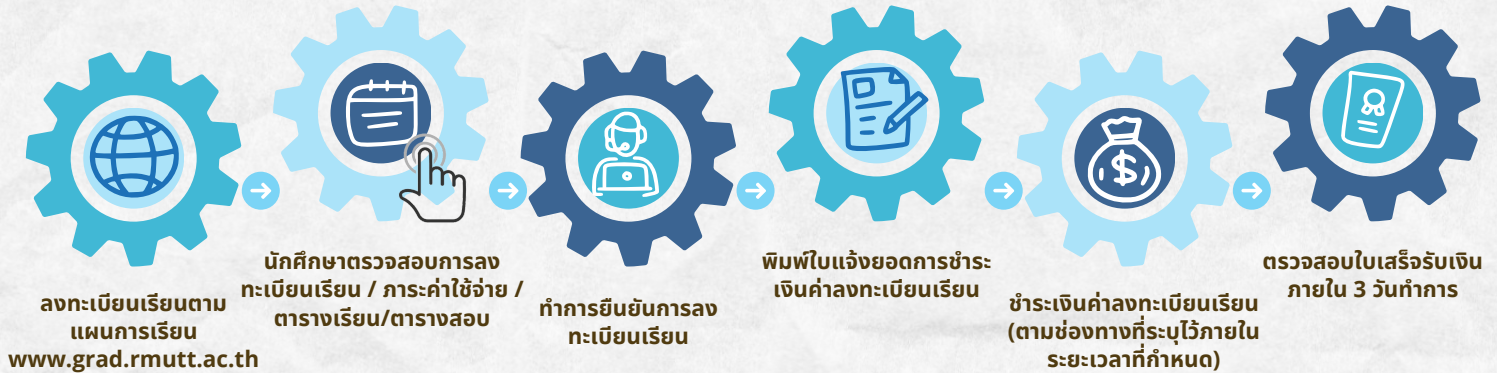 ลงทะเบียนเรียนตาม
แผนการเรียน
www.grad.rmutt.ac.th
นักศึกษาตรวจสอบการลง
ทะเบียนเรียน / ภาระค่าใช้จ่าย /
ตารางเรียน/ตารางสอบ
ทำการยืนยันการลง
ทะเบียนเรียน
พิมพ์ใบแจ้งยอดการชำระ
เงินค่าลงทะเบียนเรียน
ชำระเงินค่าลงทะเบียนเรียน
(ตามช่องทางที่ระบุไว้ภายใน
ระยะเวลาที่กำหนด)
ตรวจสอบใบเสร็จรับเงิน
ภายใน 3 วันทำการ